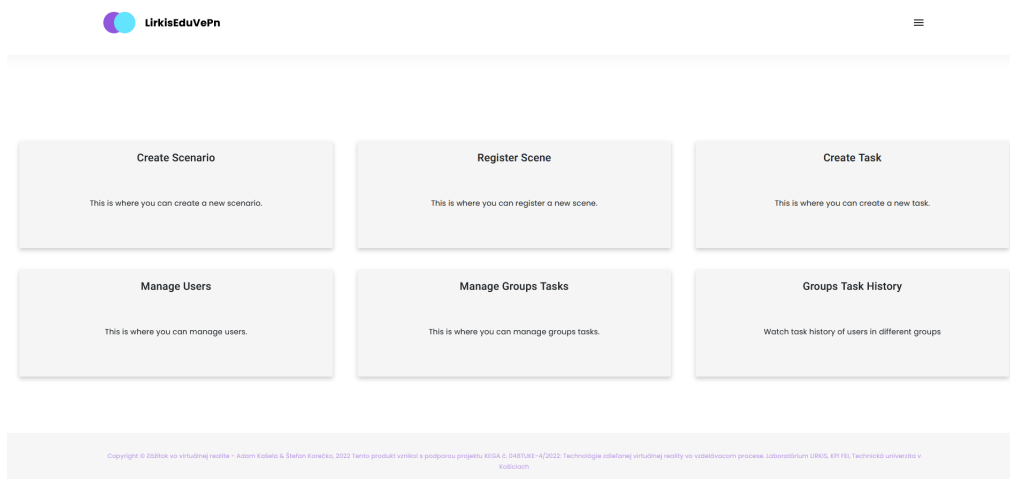 LirkisEduVePn
Create Scenario
This is where you can create a new scenario.
Register Scene
This is where you can register a new scene.
Create Task
This is where you can create a new task.
Manage Users
This is where you can manage users.
Manage Groups Tasks
This is where you can manage groups tasks.
Groups Task History
Watch task history of users in different groups
Copyright © Zážitok vo virtuálnej realite - Adam Kašela & Štefan Korečko, 2022 Tento produkt vznikol s podporou projektu KEGA č. 048TUKE-4/2022: Technológie zdieľanej virtuálnej reality vo vzdelávacom procese. Laboratórium LIRKIS, KPI FEI, Technická univerzita v
Košiciach